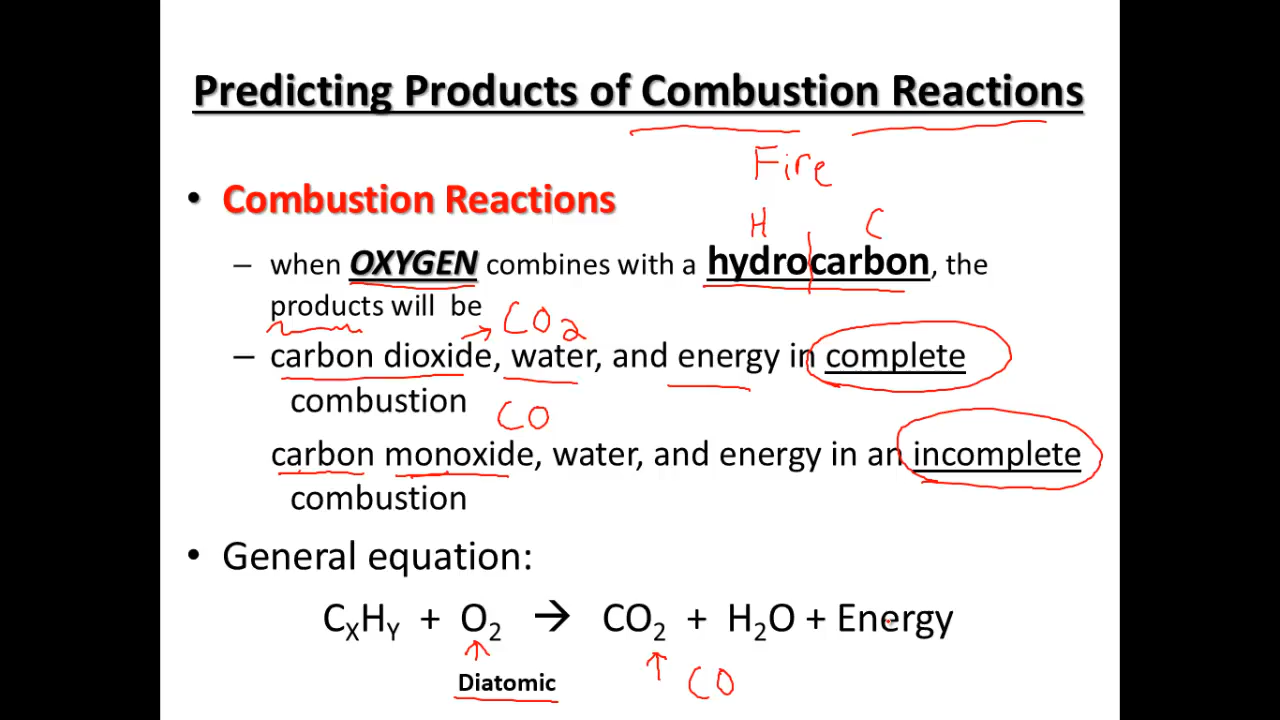 Predicting Products of Combustion Reactions
Fire
• Combustion Reactions
H C
– when OXYGEN combines with a hydrocarbon, the
products will be
CO2
– carbon dioxide, water, and energy in complete
combustion
CO
carbon monoxide, water, and energy in an incomplete
combustion
• General equation:
CXHY + O2 → CO2 + H2O + Energy
Diatomic
CO